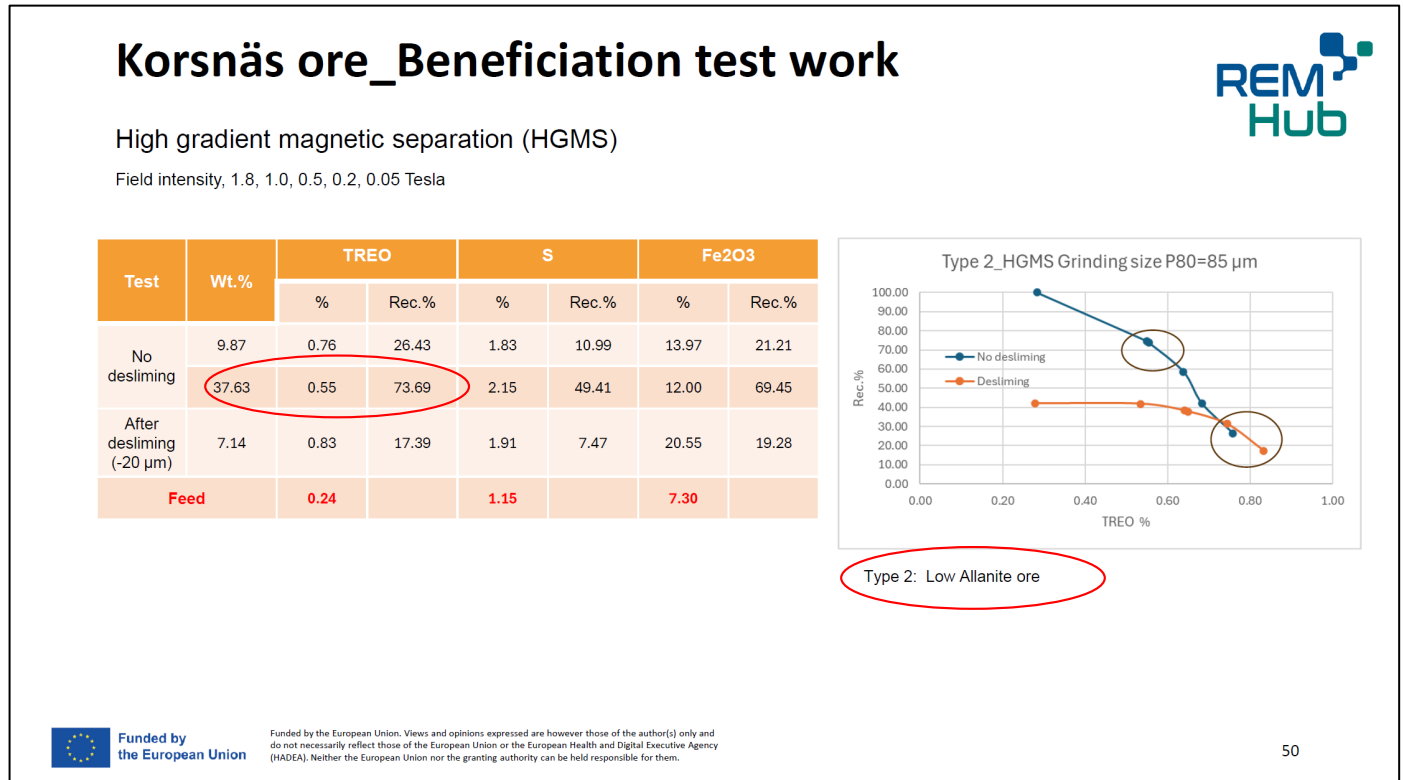 Korsnäs ore_Beneficiation test work
REM
Hub
High gradient magnetic separation (HGMS)
Field intensity, 1.8, 1.0, 0.5, 0.2, 0.05 Tesla
Test Wt.% TREO S Fe2O3
% Rec.% % Rec.% % Rec.%
No
desliming
9.87 0.76 26.43 1.83 10.99 13.97 21.21
37.63 0.55 73.69 2.15 49.41 12.00 69.45
After
desliming
(-20 µm)
7.14 0.83 17.39 1.91 7.47 20.55 19.28
Feed 0.24 1.15 7.30
Type 2_HGMS Grinding size P80=85 µm
100.00
90.00
80.00
70.00
60.00
50.00
40.00
30.00
20.00
10.00
0.00
Rec.%
No desliming
Desliming
0.00 0.20 0.40 0.60 0.80 1.00
TREO %
Type 2: Low Allanite ore
Funded by
the European Union
Funded by the European Union. Views and opinions expressed are however those of the author(s) only and
do not necessarily reflect those of the European Union or the European Health and Digital Executive Agency
(HADEA). Neither the European Union nor the granting authority can be held responsible for them.
50